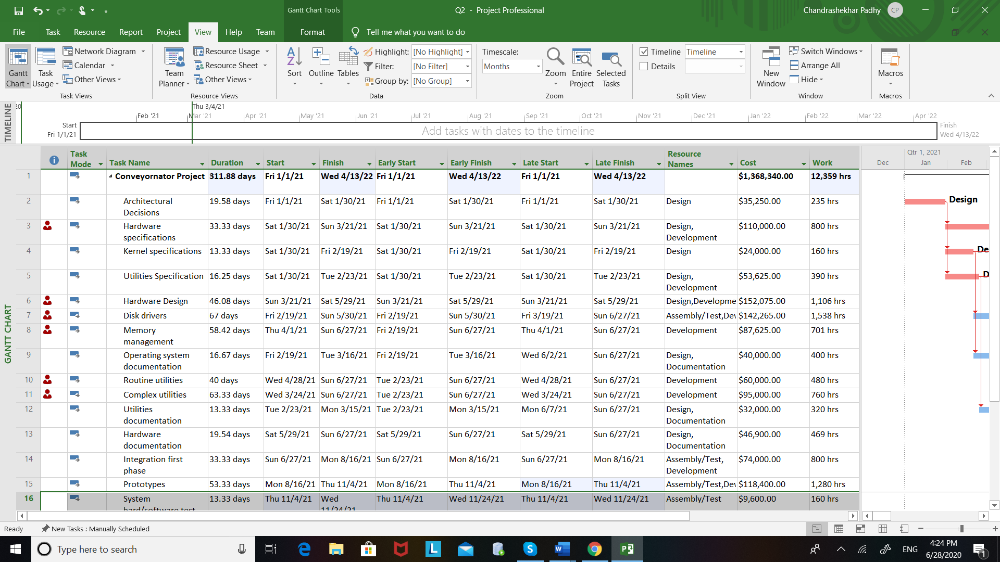 Gantt Chart Tools
Q2 - Project Professional
Chandrashekhar Padhy
CP
File Task Resource Report Project View Help Team Format Tell me what you want to do
Gantt Chart
Task Usage
Network Diagram
Calendar
Other Views
Task Views
Team Planner
Resource Usage
Resource Sheet
Other Views
Resource Views
Sort
Outline
Tables
Highlight: [No Highlight]
Filter: [No Filter]
Group by: [No Group]
Data
Timescale:
Months
Zoom
Entire Project
Selected Tasks
Zoom
Timeline Timeline
Details
Split View
New Window
Switch Windows
Arrange All
Hide
Window
Macros
Macros
TIMELINE
20
Thu 3/4/21
Feb '21 Mar '21 Apr '21 May '21 Jun '21 Jul '21 Aug '21 Sep '21 Oct '21 Nov '21 Dec '21 Jan '22 Feb '22 Mar '22 Apr '22
Start
Fri 1/1/21
Add tasks with dates to the timeline
Finish
Wed 4/13/22
GANTT CHART
Task Mode Task Name Duration Start Finish Early Start Early Finish Late Start Late Finish Resource Names Cost Work
Qtr 1, 2021
Dec Jan Feb
1 Conveyornator Project 311.88 days Fri 1/1/21 Wed 4/13/22 Fri 1/1/21 Wed 4/13/22 Fri 1/1/21 Wed 4/13/22 $1,368,340.00 12,359 hrs
2 Architectural Decisions 19.58 days Fri 1/1/21 Sat 1/30/21 Fri 1/1/21 Sat 1/30/21 Fri 1/1/21 Sat 1/30/21 Design $35,250.00 235 hrs
Design
3 Hardware specifications 33.33 days Sat 1/30/21 Sun 3/21/21 Sat 1/30/21 Sun 3/21/21 Sat 1/30/21 Sun 3/21/21 Design, Development $110,000.00 800 hrs
4 Kernel specifications 13.33 days Sat 1/30/21 Fri 2/19/21 Sat 1/30/21 Fri 2/19/21 Sat 1/30/21 Fri 2/19/21 Design $24,000.00 160 hrs
De
5 Utilities Specification 16.25 days Sat 1/30/21 Tue 2/23/21 Sat 1/30/21 Tue 2/23/21 Sat 1/30/21 Tue 2/23/21 Design, Development $53,625.00 390 hrs
D
6 Hardware Design 46.08 days Sun 3/21/21 Sat 5/29/21 Sun 3/21/21 Sat 5/29/21 Sun 3/21/21 Sat 5/29/21 Design,Developme $152,075.00 1,106 hrs
7 Disk drivers 67 days Fri 2/19/21 Sun 5/30/21 Fri 2/19/21 Sun 5/30/21 Fri 3/19/21 Sun 6/27/21 Assembly/Test,Dev $142,265.00 1,538 hrs
8 Memory management 58.42 days Thu 4/1/21 Sun 6/27/21 Fri 2/19/21 Sun 6/27/21 Thu 4/1/21 Sun 6/27/21 Development $87,625.00 701 hrs
9 Operating system documentation 16.67 days Fri 2/19/21 Tue 3/16/21 Fri 2/19/21 Tue 3/16/21 Wed 6/2/21 Sun 6/27/21 Design, Documentation $40,000.00 400 hrs
10 Routine utilities 40 days Wed 4/28/21 Sun 6/27/21 Tue 2/23/21 Sun 6/27/21 Wed 4/28/21 Sun 6/27/21 Development $60,000.00 480 hrs
11 Complex utilities 63.33 days Wed 3/24/21 Sun 6/27/21 Tue 2/23/21 Sun 6/27/21 Wed 3/24/21 Sun 6/27/21 Development $95,000.00 760 hrs
12 Utilities documentation 13.33 days Tue 2/23/21 Mon 3/15/21 Tue 2/23/21 Mon 3/15/21 Mon 6/7/21 Sun 6/27/21 Design, Documentation $32,000.00 320 hrs
13 Hardware documentation 19.54 days Sat 5/29/21 Sun 6/27/21 Sat 5/29/21 Sun 6/27/21 Sat 5/29/21 Sun 6/27/21 Design, Documentation $46,900.00 469 hrs
14 Integration first phase 33.33 days Sun 6/27/21 Mon 8/16/21 Sun 6/27/21 Mon 8/16/21 Sun 6/27/21 Mon 8/16/21 Assembly/Test, Development $74,000.00 800 hrs
15 Prototypes 53.33 days Mon 8/16/21 Thu 11/4/21 Mon 8/16/21 Thu 11/4/21 Mon 8/16/21 Thu 11/4/21 Assembly/Test,Dev $118,400.00 1,280 hrs
16 System hard/software test 13.33 days Thu 11/4/21 Wed 11/24/21 Thu 11/4/21 Wed 11/24/21 Thu 11/4/21 Wed 11/24/21 Assembly/Test $9,600.00 160 hrs
Ready New Tasks : Manually Scheduled
Type here to search
ENG
4:24 PM
6/28/2020
1